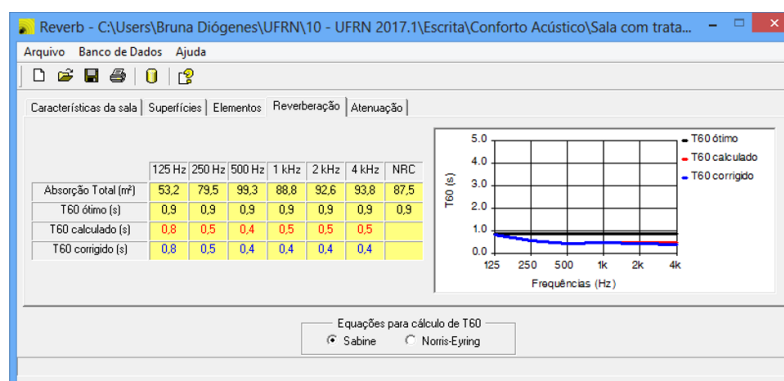 Reverb - C:\Users\Bruna Diógenes\UFRN\10 - UFRN 2017.1\Escrita\Conforto Acústico\Sala com trata...
Arquivo Banco de Dados Ajuda
Características da sala Superfícies Elementos Reverberação Atenuação
125 Hz 250 Hz 500 Hz 1 kHz 2 kHz 4 kHz NRC
Absorção Total (m²) 53,2 79,5 99,3 88,8 92,6 93,8 87,5
T60 ótimo (s) 0,9 0,9 0,9 0,9 0,9 0,9 0,9
T60 calculado (s) 0,8 0,5 0,4 0,5 0,5 0,5
T60 corrigido (s) 0,8 0,5 0,4 0,4 0,4 0,4
T60 (s)
5.0
4.0
3.0
2.0
1.0
0.0
125 250 500 1k 2k 4k
Frequências (Hz)
T60 ótimo
T60 calculado
T60 corrigido
Equações para cálculo de T60
Sabine Norris-Eyring